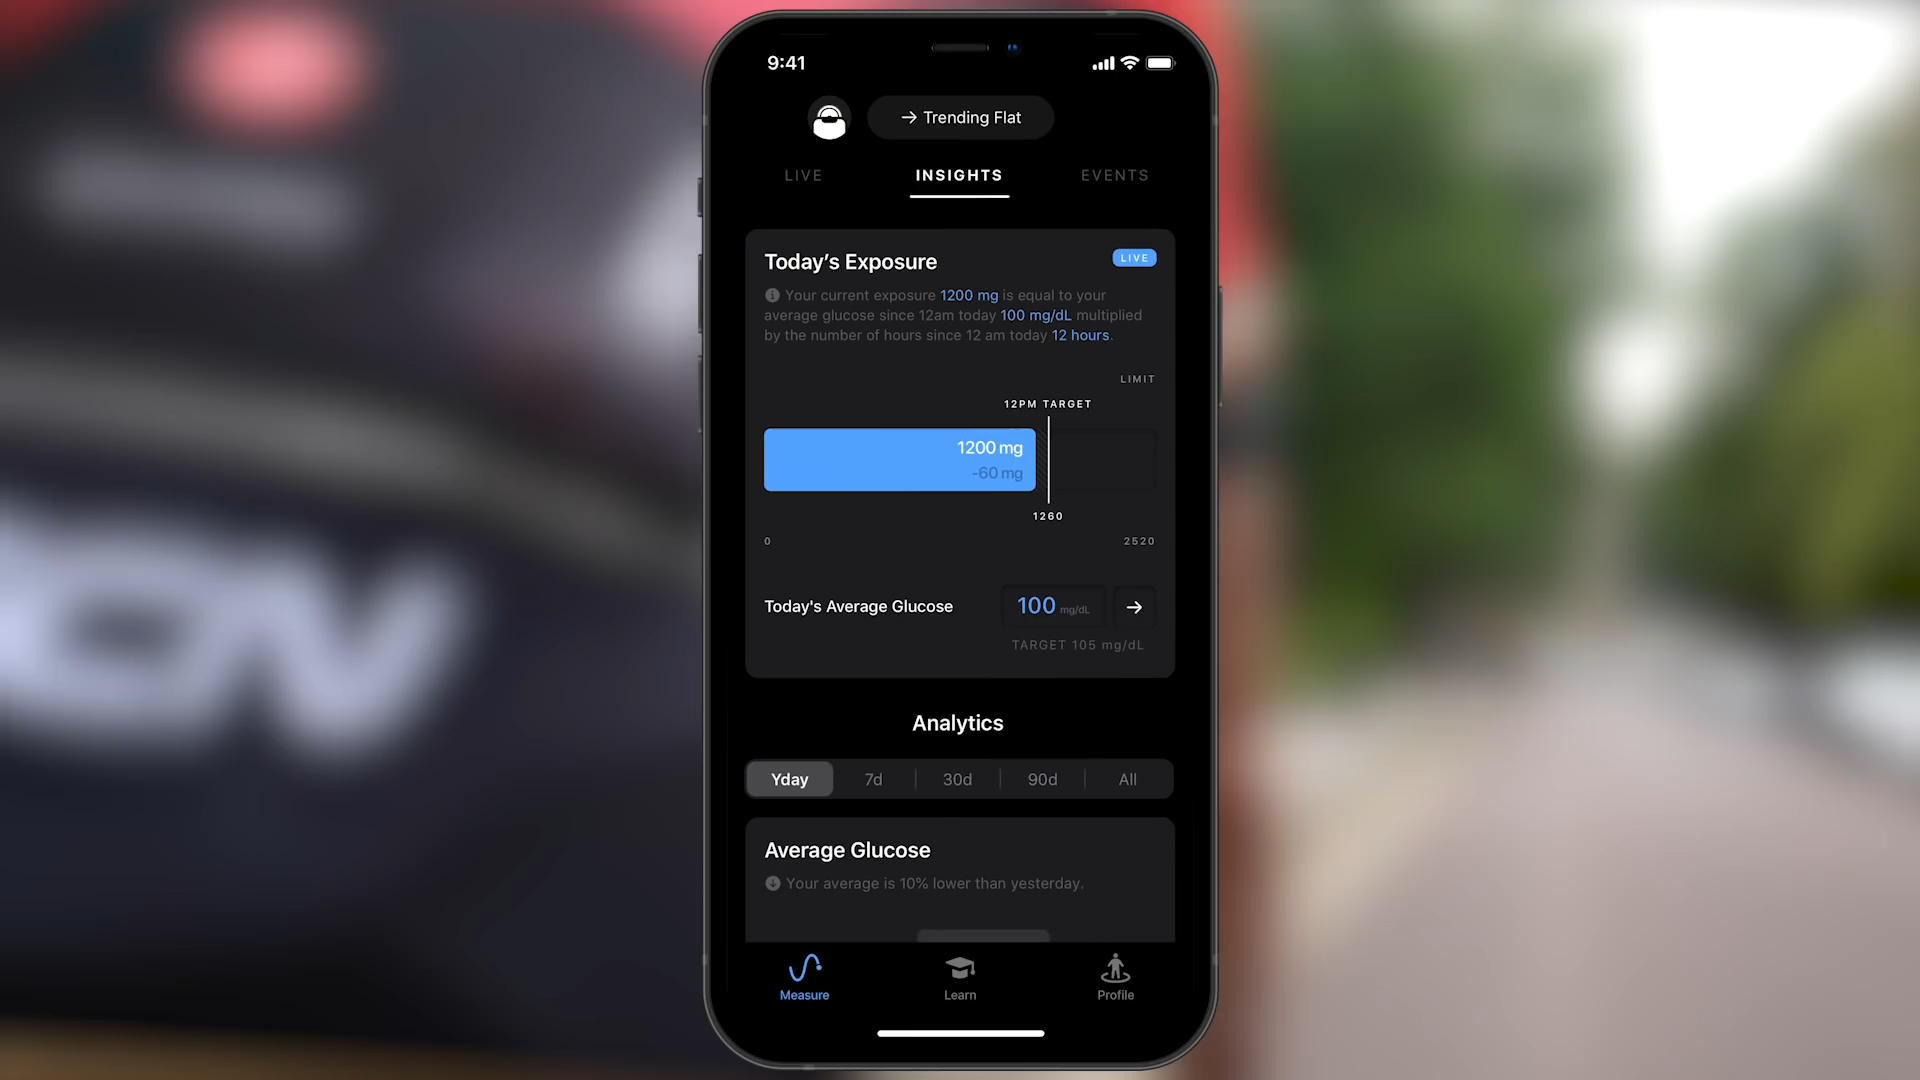 9:41
→ Trending Flat
LIVE
INSIGHTS
EVENTS
Today’s Exposure
LIVE
Your current exposure 1200 mg is equal to your
average glucose since 12am today 100 mg/dL multiplied
by the number of hours since 12 am today 12 hours.
LIMIT
12PM TARGET
1200 mg
-60 mg
1260
0
2520
Today's Average Glucose
100 mg/dL
TARGET 105 mg/dL
Analytics
Yday
7d
30d
90d
All
Average Glucose
Your average is 10% lower than yesterday.
Measure
Learn
Profile